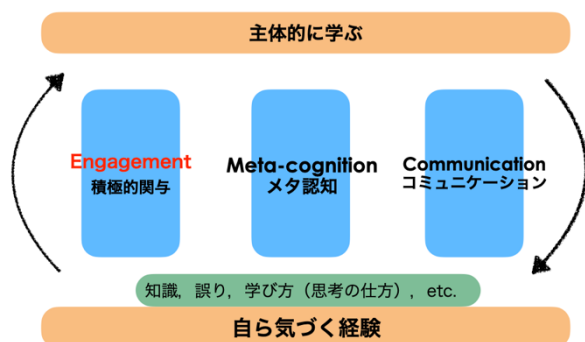 主体的に学ぶ
Engagement
積極的関与
Meta-cognition
メタ認知
Communication
コミュニケーション
知識，誤り，学び方（思考の仕方）, etc.
自ら気づく経験